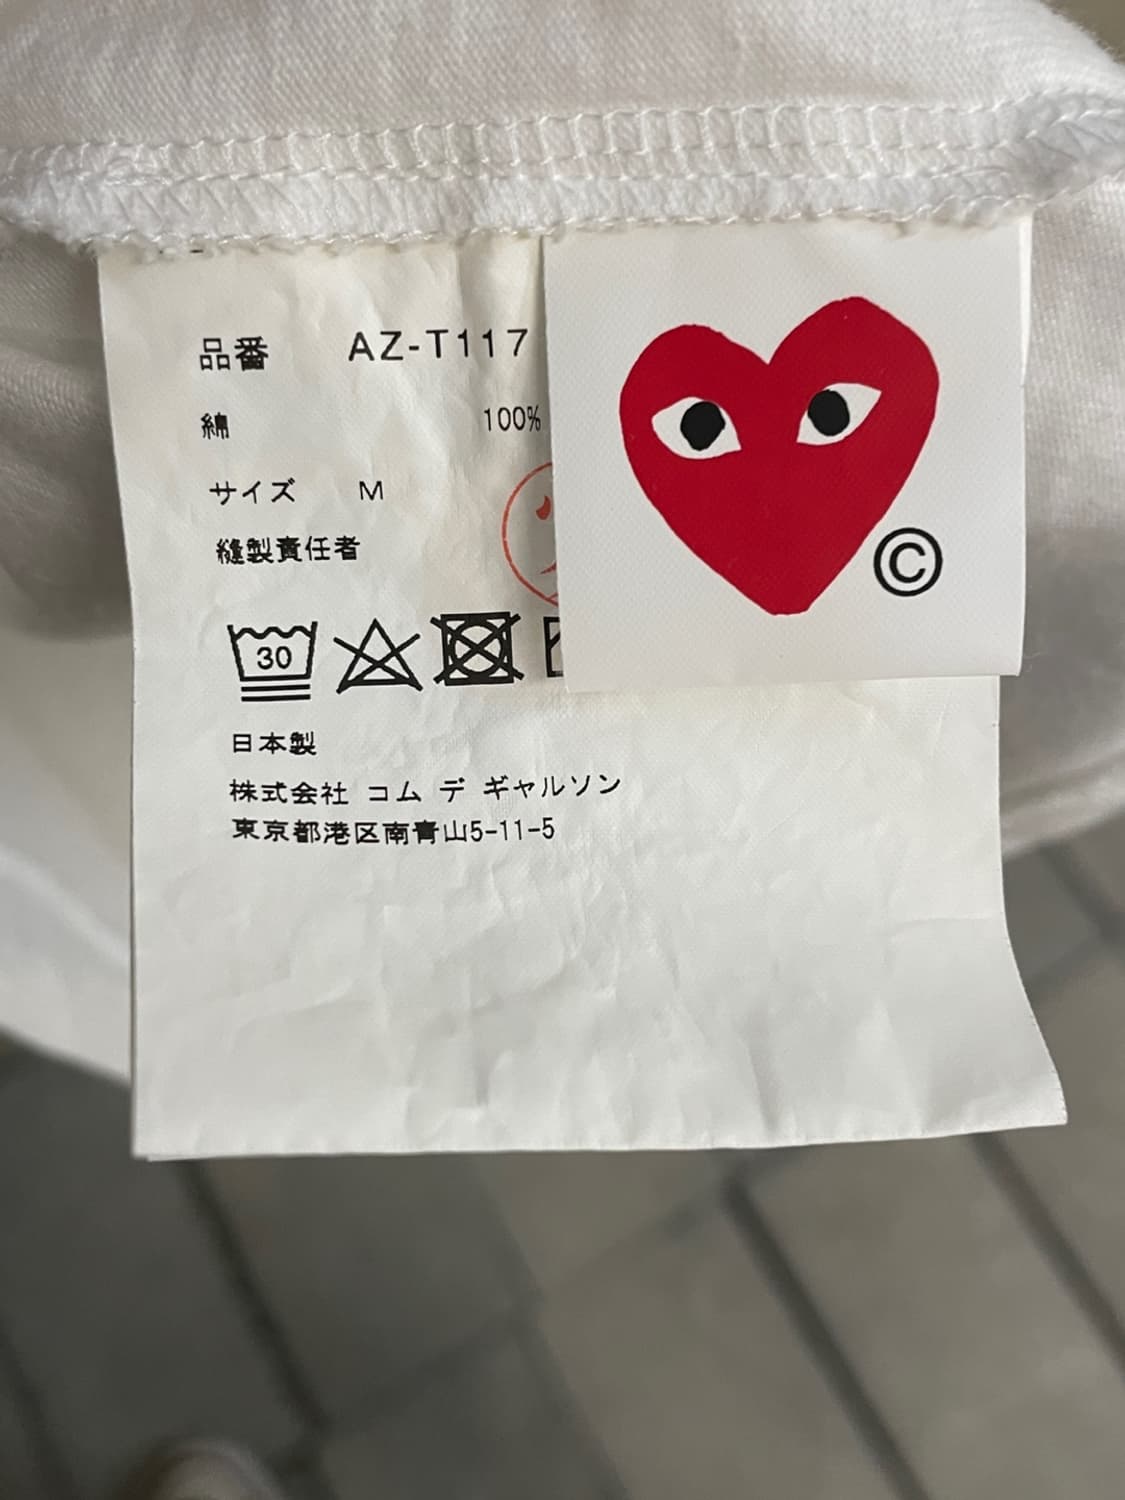 品番 AZ-T117
綿 100%
サイズ M
縫製責任者
30
日本製
株式会社 コム デ ギャルソン
東京都港区南青山5-11-5
©